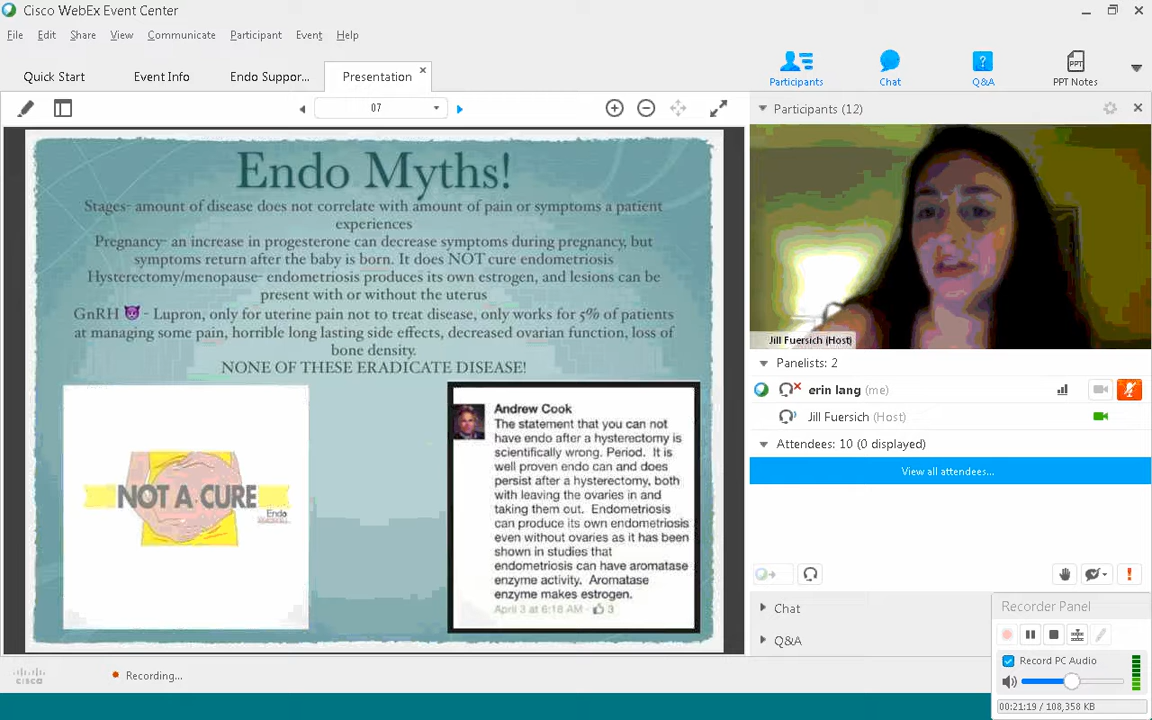 Cisco WebEx Event Center
File Edit Share View Communicate Participant Event Help
Quick Start Event Info Endo Suppor... Presentation
Participants Chat Q&A PPT Notes
07
Participants (12)
Endo Myths!
Stages- amount of disease does not correlate with amount of pain or symptoms a patient
experiences
Pregnancy- an increase in progesterone can decrease symptoms during pregnancy, but
symptoms return after the baby is born. It does NOT cure endometriosis
Hysterectomy/menopause- endometriosis produces its own estrogen, and lesions can be
present with or without the uterus
GnRH 😈 - Lupron, only for uterine pain not to treat disease, only works for 5% of patients
at managing some pain, horrible long lasting side effects, decreased ovarian function, loss of
bone density.
NONE OF THESE ERADICATE DISEASE!
NOT A CURE
Endo
Andrew Cook
The statement that you can not
have endo after a hysterectomy is
scientifically wrong. Period. It is
well proven endo can and does
persist after a hysterectomy, both
with leaving the ovaries in and
taking them out. Endometriosis
can produce its own endometriosis
even without ovaries as it has been
shown in studies that
endometriosis can have aromatase
enzyme activity. Aromatase
enzyme makes estrogen.
April 3 at 6:18 AM · 3
Jill Fuersich (Host)
Panelists: 2
erin lang (me)
Jill Fuersich (Host)
Attendees: 10 (0 displayed)
View all attendees...
Chat
Q&A
Recorder Panel
Record PC Audio
00:21:19 / 108,358 KB
cisco
Recording...